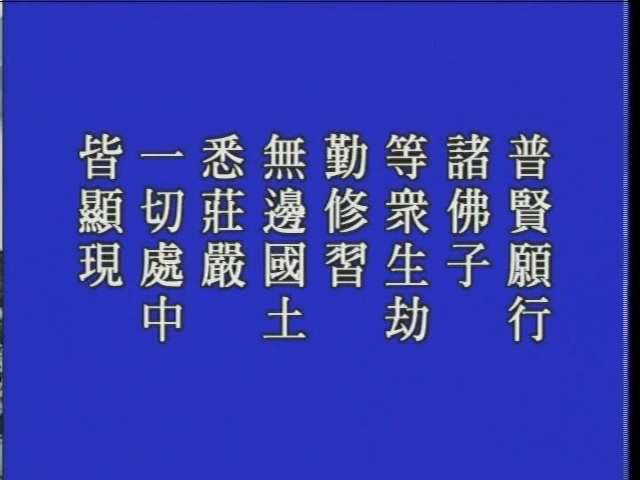 普賢願行
諸佛子
等衆生劫
勤修習
無邊國土
悉莊嚴
一切處中
皆顯現